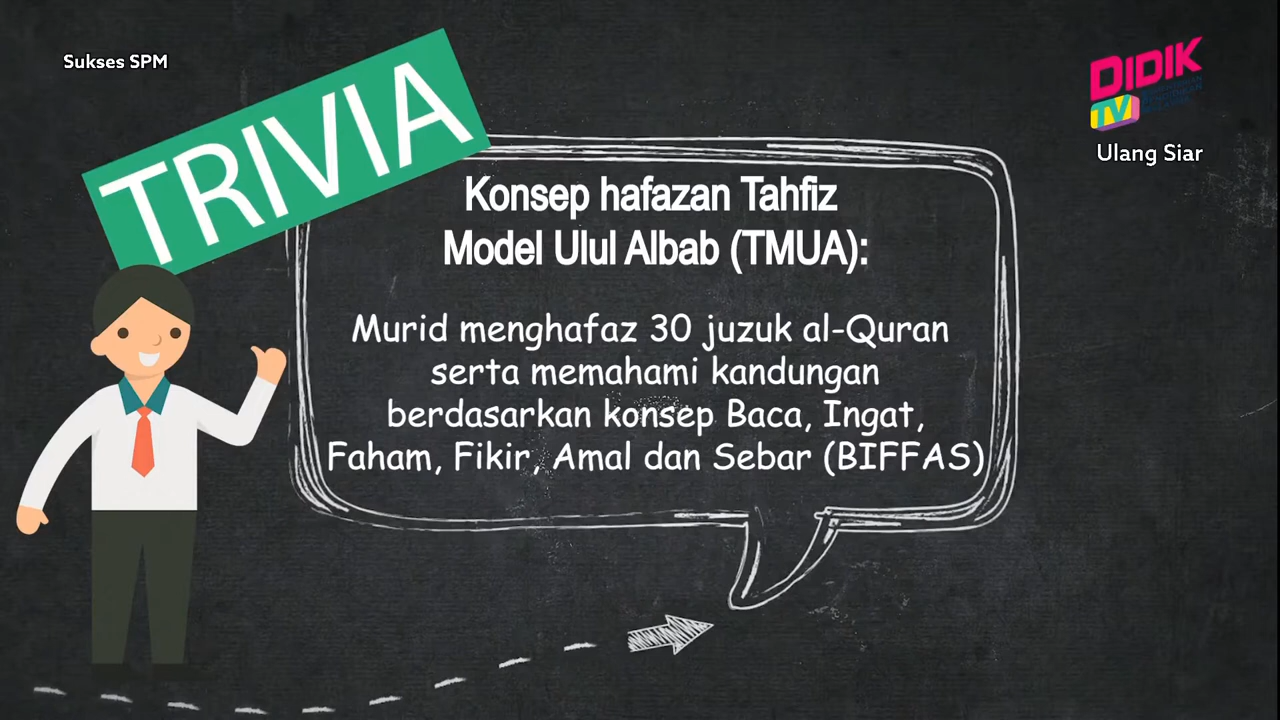 Sukses SPM
TRIVIA
DIDIK
TV
Ulang Siar
Konsep hafazan Tahfiz
Model Ulul Albab (TMUA):
Murid menghafaz 30 juzuk al-Quran
serta memahami kandungan
berdasarkan konsep Baca, Ingat,
Faham, Fikir, Amal dan Sebar (BIFFAS)